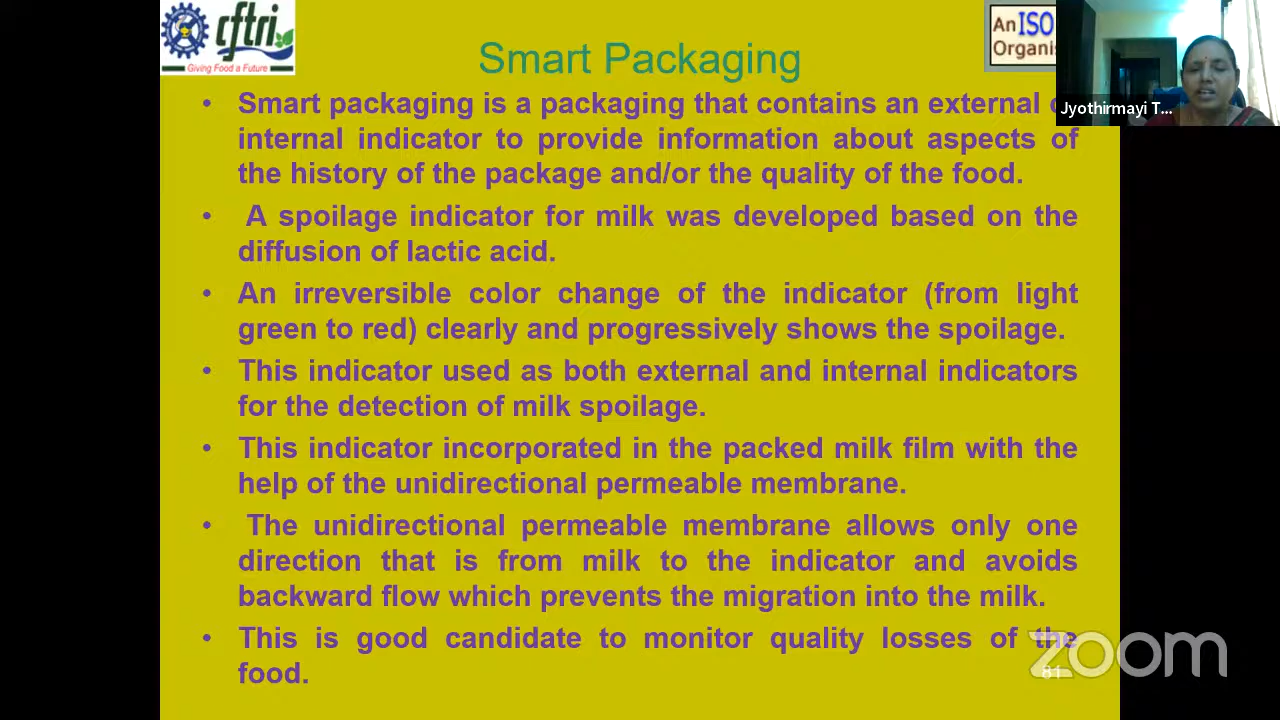 cftri
Giving Food a Future
Smart Packaging
An ISO
Organis
Jyothirmayi T...
• Smart packaging is a packaging that contains an external
internal indicator to provide information about aspects of
the history of the package and/or the quality of the food.
• A spoilage indicator for milk was developed based on the
diffusion of lactic acid.
• An irreversible color change of the indicator (from light
green to red) clearly and progressively shows the spoilage.
• This indicator used as both external and internal indicators
for the detection of milk spoilage.
• This indicator incorporated in the packed milk film with the
help of the unidirectional permeable membrane.
• The unidirectional permeable membrane allows only one
direction that is from milk to the indicator and avoids
backward flow which prevents the migration into the milk.
• This is good candidate to monitor quality losses of the
food.
81
zoom